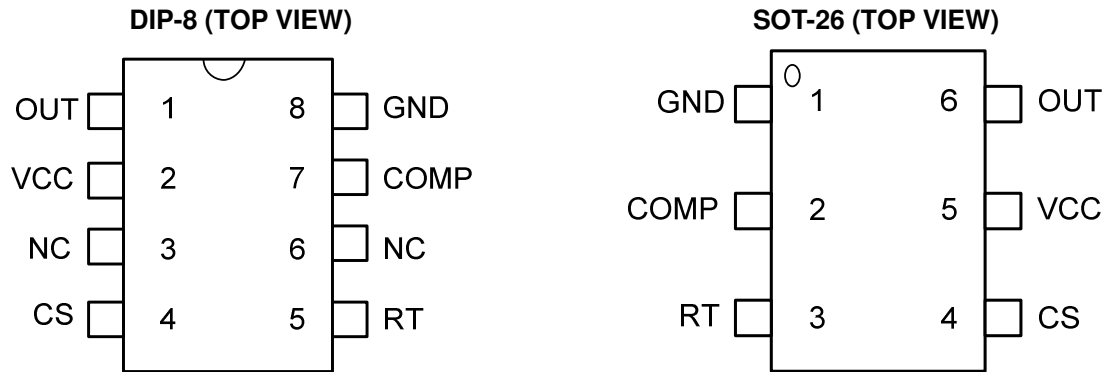 DIP-8 (TOP VIEW)
OUT 1 8 GND
VCC 2 7 COMP
NC 3 6 NC
CS 4 5 RT
SOT-26 (TOP VIEW)
GND 1 6 OUT
COMP 2 5 VCC
RT 3 4 CS